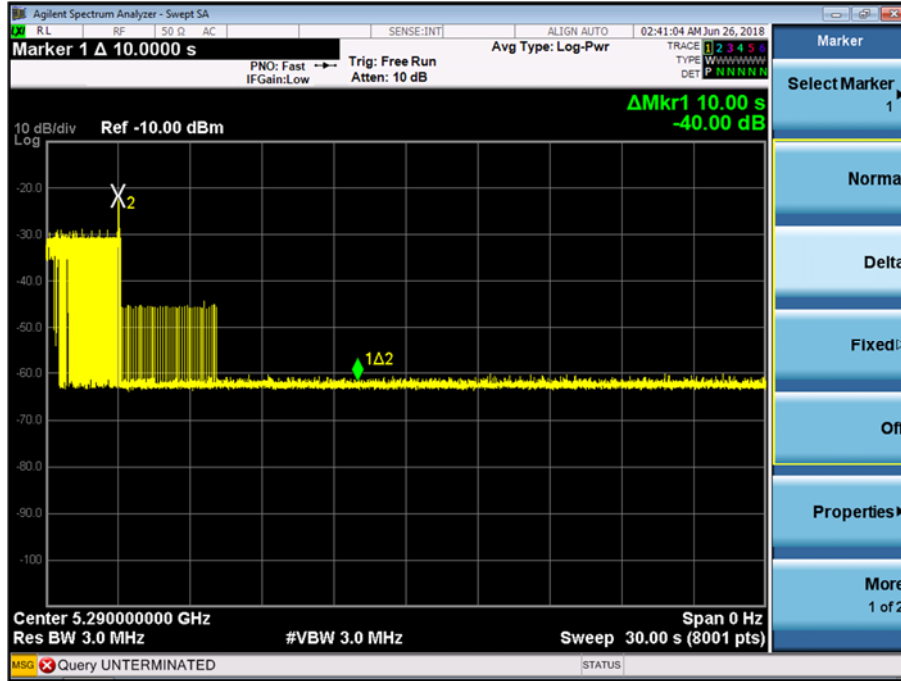 Agilent Spectrum Analyzer - Swept SA
RL RF 50 Ω AC SENSE:INT ALIGN AUTO 02:41:04 AM Jun 26, 2018
Marker 1 Δ 10.0000 s
PNO: Fast
IFGain:Low
Trig: Free Run
Atten: 10 dB
Avg Type: Log-Pwr
TRACE 1 2 3 4 5 6
TYPE WWWWWW
DET P N N N N N
ΔMkr1 10.00 s
-40.00 dB
10 dB/div Ref -10.00 dBm
Log
-20.0
-30.0
-40.0
-50.0
-60.0
-70.0
-80.0
-90.0
-100
2
1Δ2
Center 5.290000000 GHz Span 0 Hz
Res BW 3.0 MHz #VBW 3.0 MHz Sweep 30.00 s (8001 pts)
MSG Query UNTERMINATED STATUS
Marker
Select Marker
1
Norma
Delta
Fixed
Off
Properties
More
1 of 2